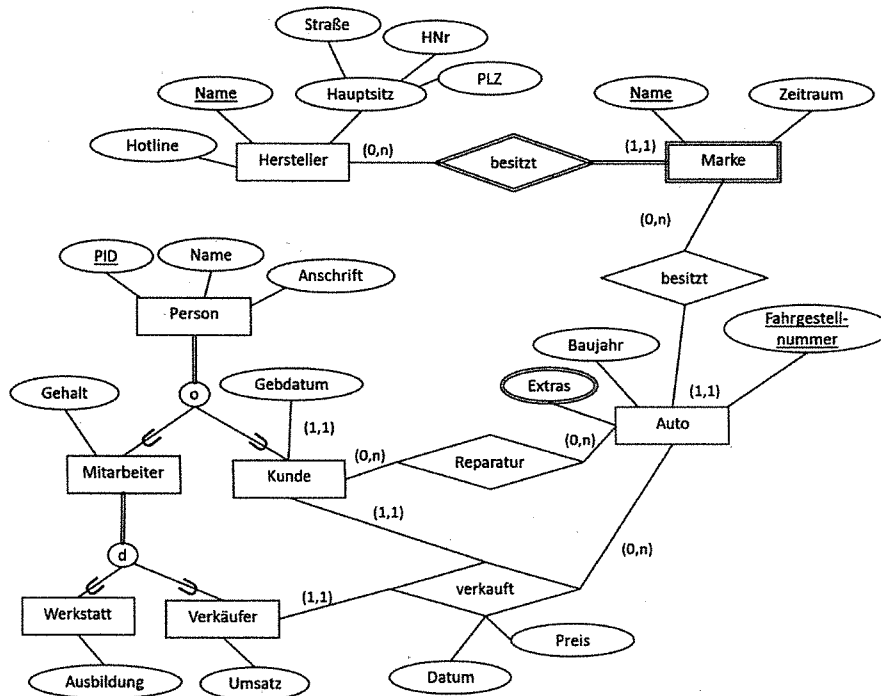 Straße
HNr
Name
Hauptsitz
PLZ
Name
Zeitraum
Hotline
Hersteller
(0,n)
besitzt
(1,1)
Marke
(0,n)
PID
Name
Anschrift
besitzt
Person
Fahrgestell-
nummer
Baujahr
Gehalt
o
Gebdatum
Extras
(1,1)
(1,1)
Auto
(0,n)
(0,n)
Mitarbeiter
Kunde
Reparatur
(1,1)
(0,n)
d
verkauft
(1,1)
Werkstatt
Verkäufer
Preis
Ausbildung
Umsatz
Datum